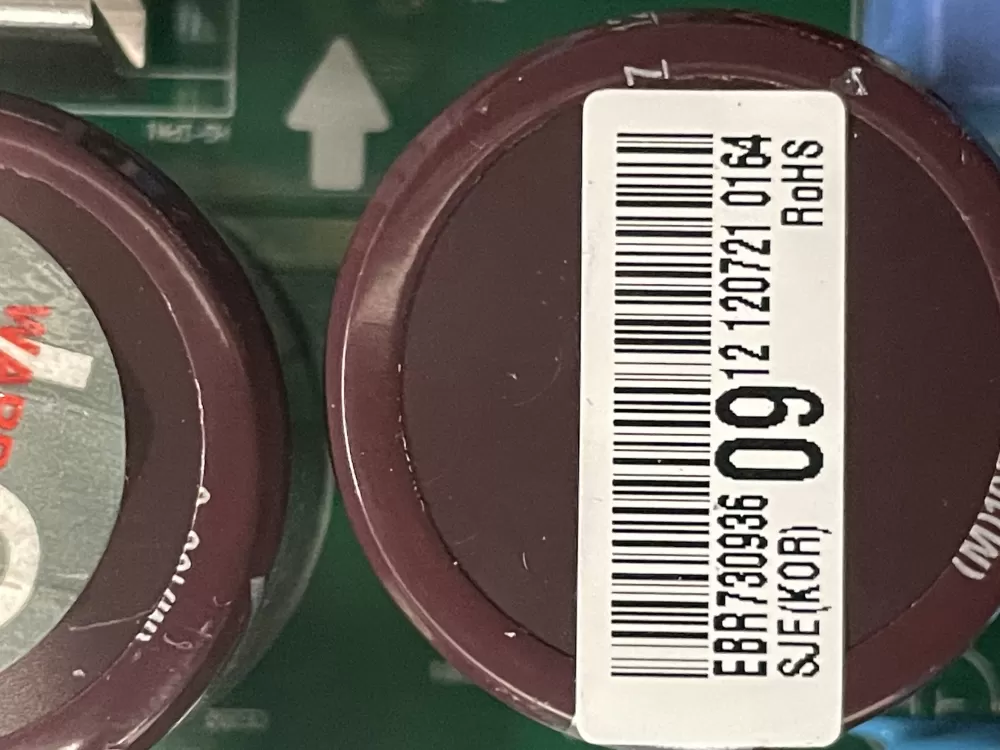 EBR730936 09 12 120721 0164
SJE(KOR) RoHS